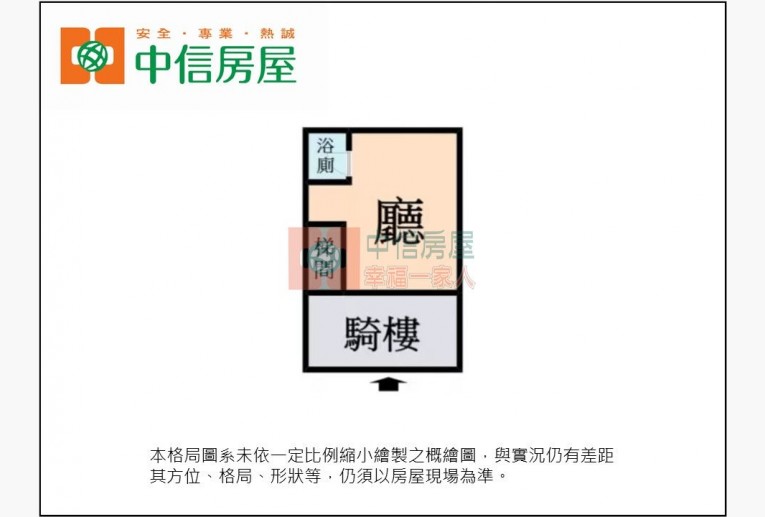 安全・專業・熱誠
中信房屋
浴
廁
廳
梯
間
中信房屋
幸福一家人
騎樓
本格局圖系未依一定比例縮小繪製之概繪圖，與實況仍有差距
其方位、格局、形狀等，仍須以房屋現場為準。